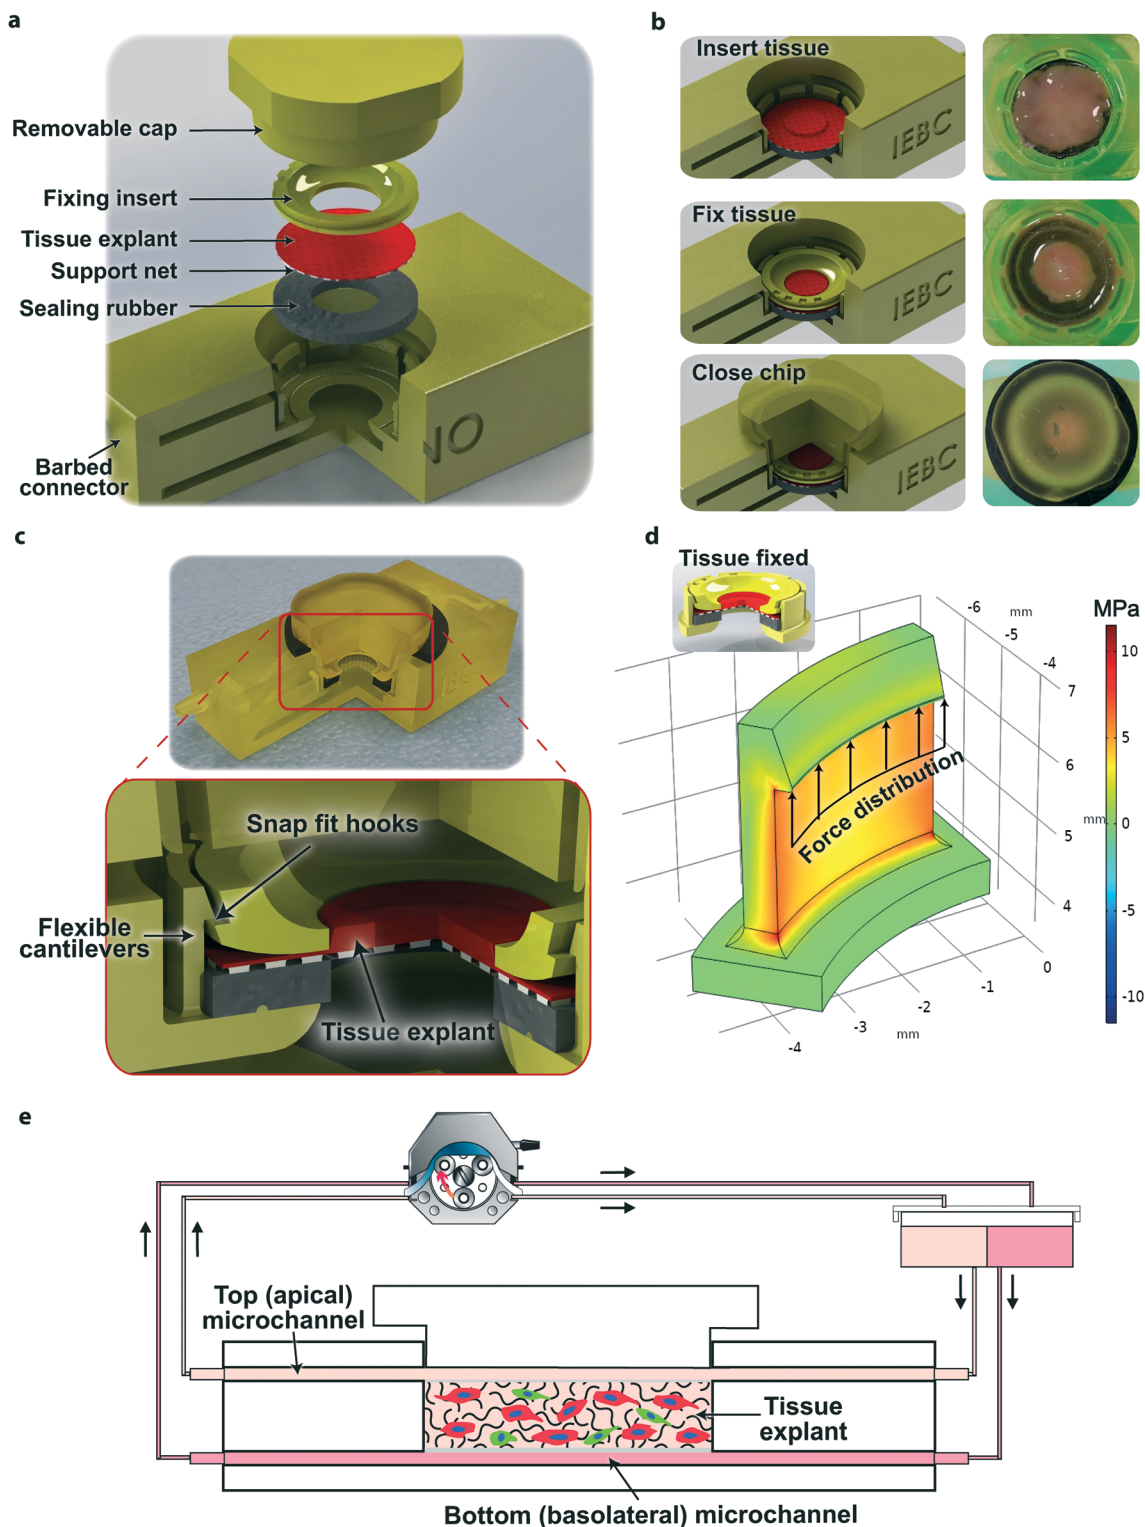 a
Removable cap
Fixing insert
Tissue explant
Support net
Sealing rubber
Barbed
connector
NO
b
Insert tissue
IEBC
Fix tissue
IEBC
Close chip
IEBC
c
IEBC
Snap fit hooks
Flexible
cantilevers
Tissue explant
d
Tissue fixed
MPa
10
5
0
-5
-10
-6
mm
-5
-4
7
6
5
mm
4
0
-1
-2
-3
mm
-4
Force distribution
e
Top (apical)
microchannel
Tissue
explant
Bottom (basolateral) microchannel